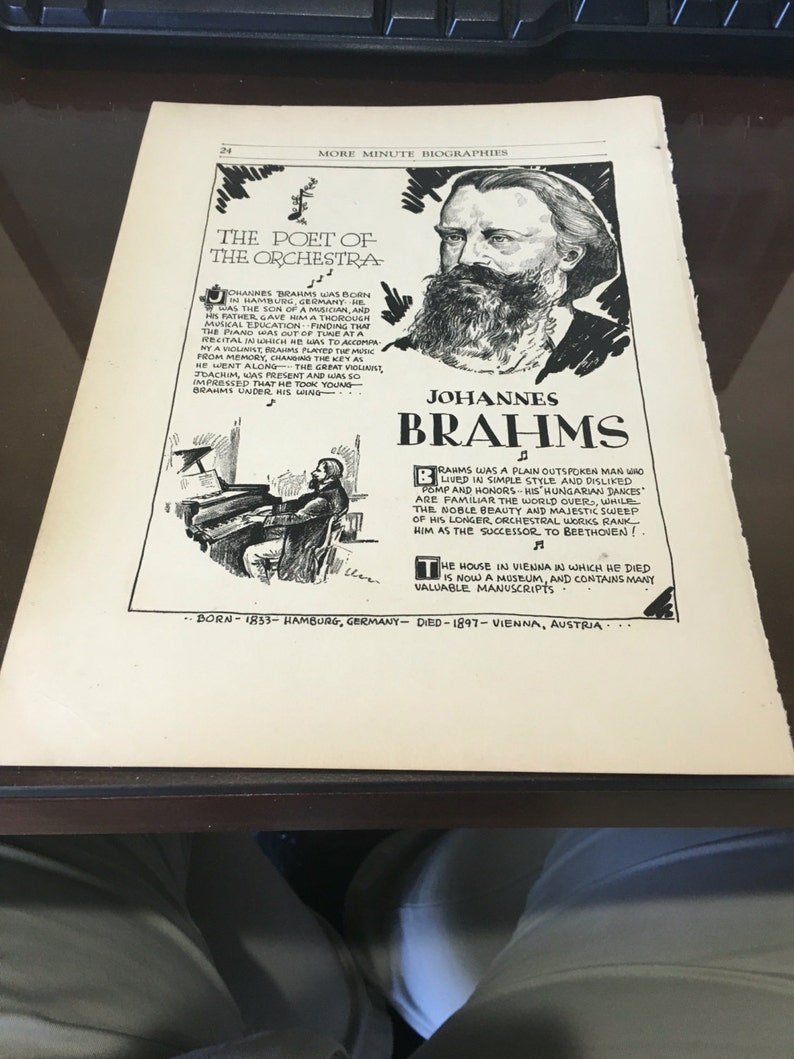 24
MORE MINUTE BIOGRAPHIES
THE POET OF
THE ORCHESTRA
JOHANNES BRAHMS WAS BORN
IN HAMBURG, GERMANY·· HE
WAS THE SON OF A MUSICIAN, AND
HIS FATHER GAVE HIM A THOROUGH
MUSICAL EDUCATION·· FINDING THAT
THE PIANO WAS OUT OF TUNE AT A
RECITAL IN WHICH HE WAS TO ACCOMPA-
NY A VIOLINIST, BRAHMS PLAYED THE MUSIC
FROM MEMORY, CHANGING THE KEY AS
HE WENT ALONG··· THE GREAT VIOLINIST,
JOACHIM, WAS PRESENT AND WAS SO
IMPRESSED THAT HE TOOK YOUNG
BRAHMS UNDER HIS WING····
JOHANNES
BRAHMS
BRAHMS WAS A PLAIN OUTSPOKEN MAN WHO
LIVED IN SIMPLE STYLE AND DISLIKED
POMP AND HONORS·· HIS "HUNGARIAN DANCES"
ARE FAMILIAR THE WORLD OVER, WHILE
THE NOBLE BEAUTY AND MAJESTIC SWEEP
OF HIS LONGER ORCHESTRAL WORKS RANK
HIM AS THE SUCCESSOR TO BEETHOVEN! ·
THE HOUSE IN VIENNA IN WHICH HE DIED
IS NOW A MUSEUM, AND CONTAINS MANY
VALUABLE MANUSCRIPTS · · ·
·· BORN - 1833 - HAMBURG, GERMANY - DIED - 1897 - VIENNA, AUSTRIA ···